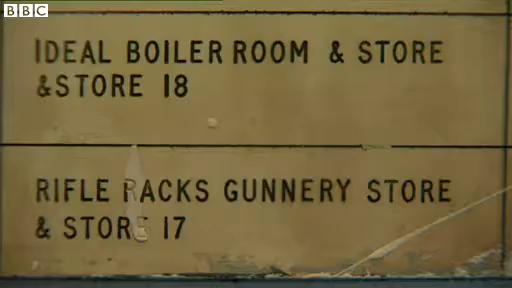 BBC
IDEAL BOILER ROOM & STORE
&STORE 18
RIFLE RACKS GUNNERY STORE
& STORE 17